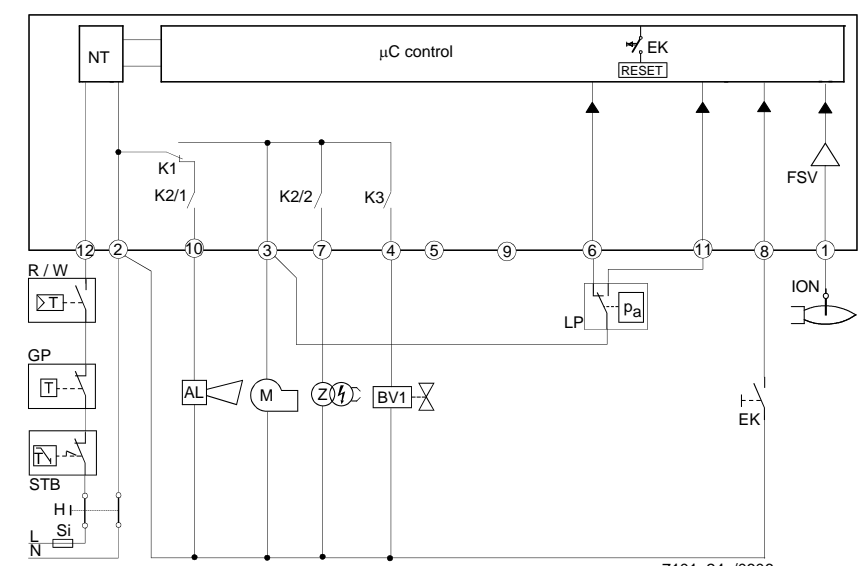 NT
μC control
EK
RESET
FSV
K1
K2/1
K2/2
K3
12
2
10
3
7
4
5
9
6
11
8
1
R / W
T
GP
T
STB
T
H
L
Si
N
AL
M
Z
BV1
LP
pa
ION
EK